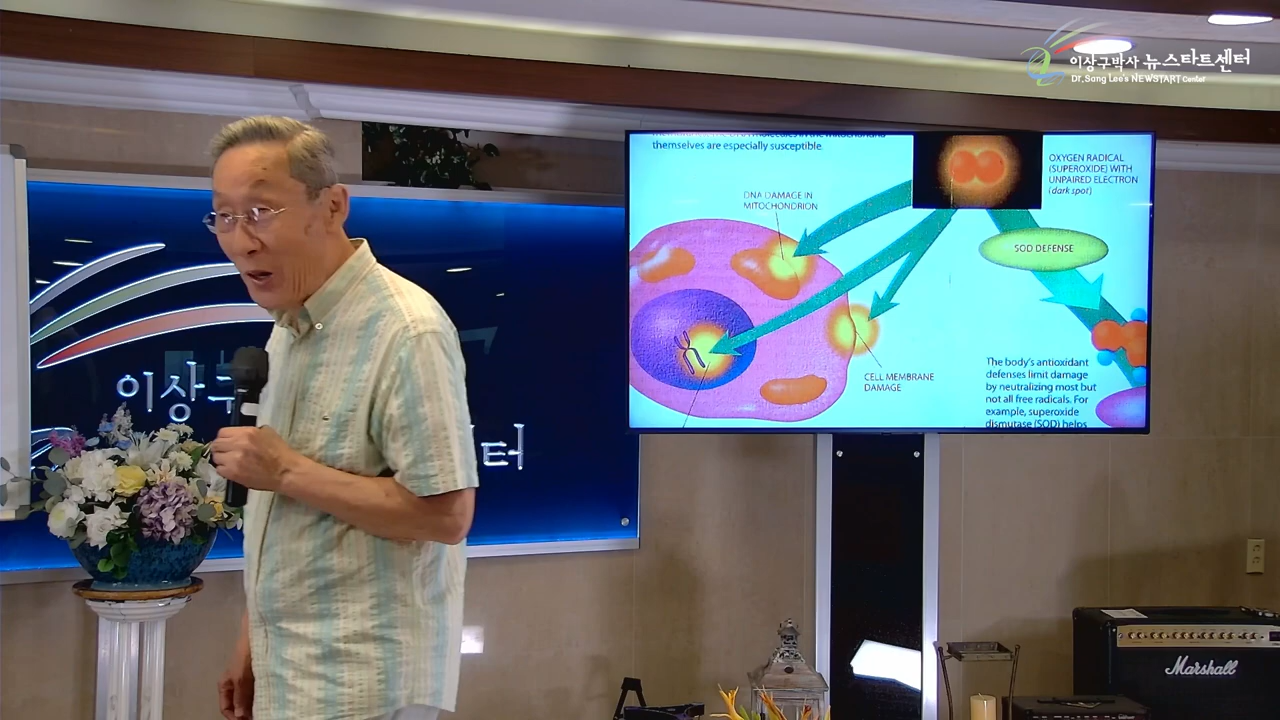 이상구박사 뉴스타트센터
Dr. Sang Lee's NEWSTART Center
themselves are especially susceptible.
OXYGEN RADICAL
(SUPEROXIDE) WITH
UNPAIRED ELECTRON
(dark spot)
DNA DAMAGE IN
MITOCHONDRION
SOD DEFENSE
CELL MEMBRANE
DAMAGE
The body's antioxidant
defenses limit damage
by neutralizing most but
not all free radicals. For
example, superoxide
dismutase (SOD) helps
이상구
터
Marshall